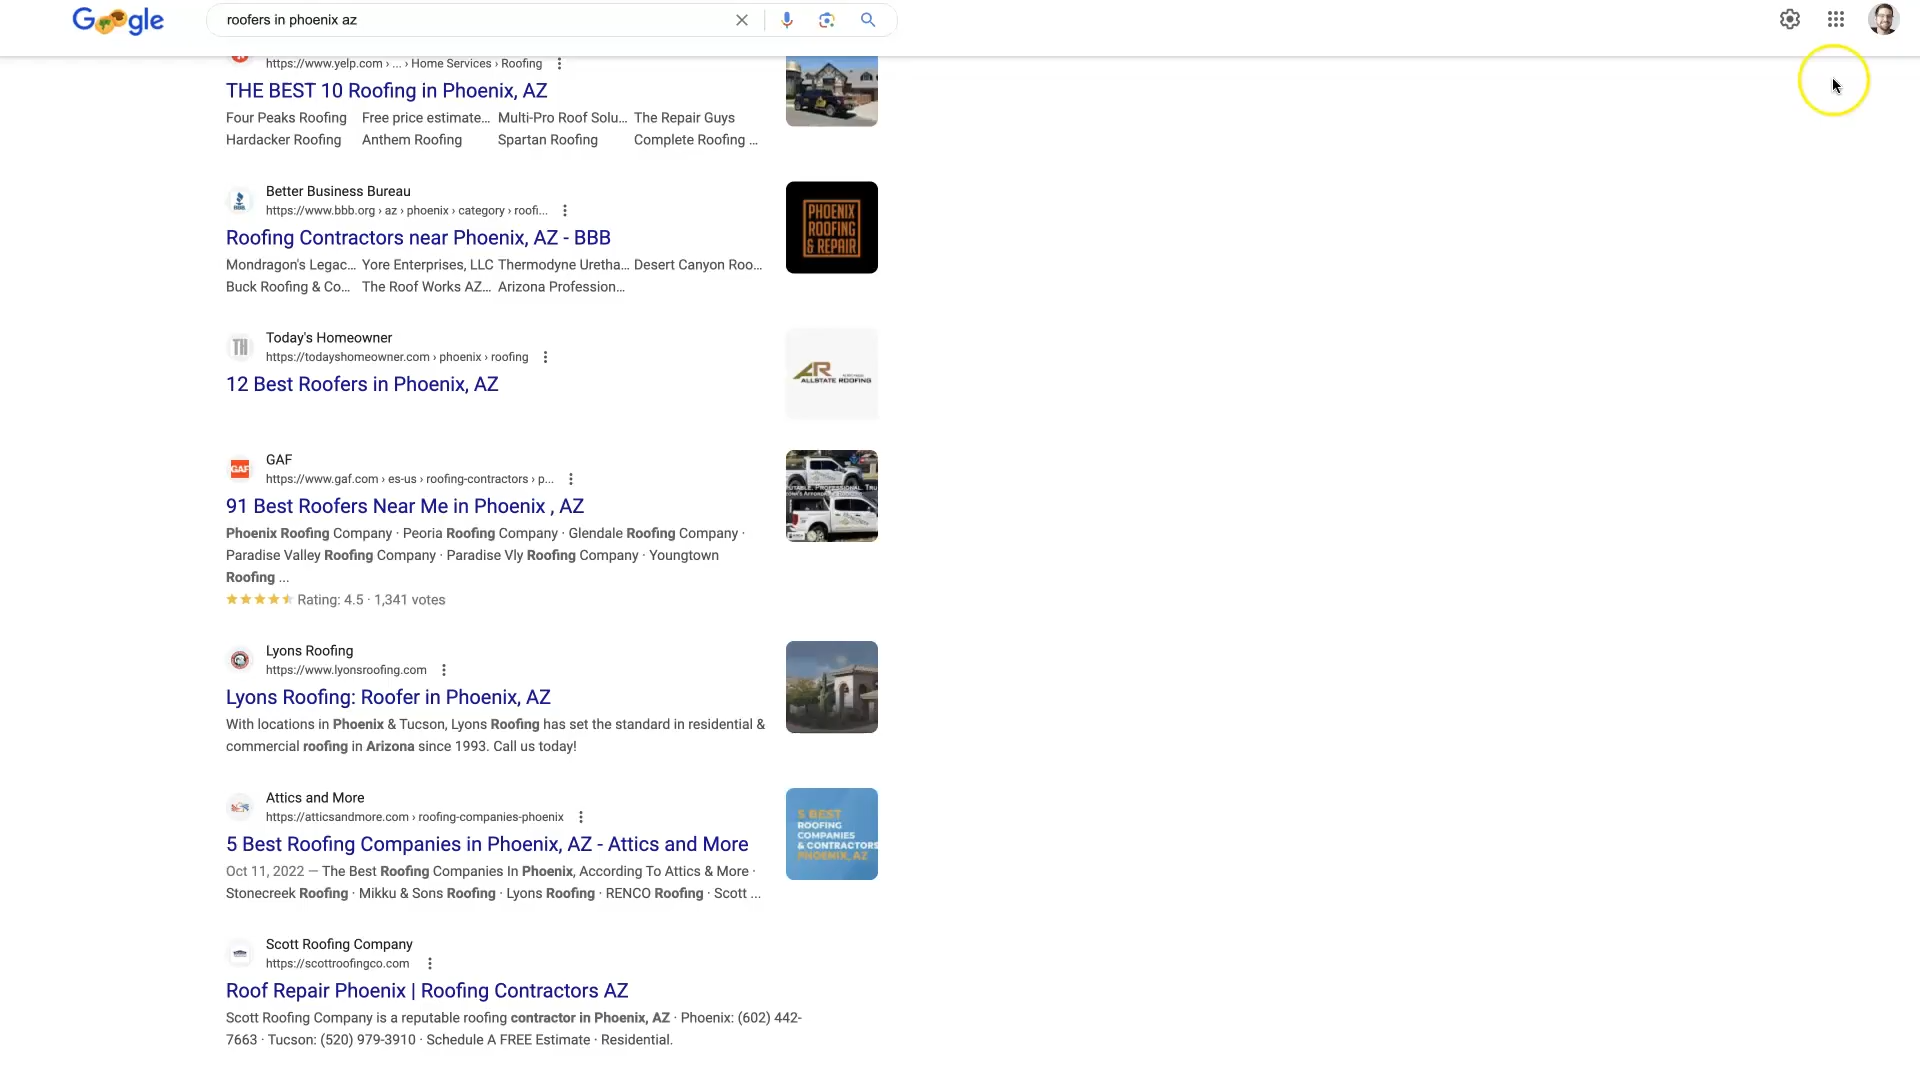 Google
roofers in phoenix az
https://www.yelp.com › ... › Home Services › Roofing
THE BEST 10 Roofing in Phoenix, AZ
Four Peaks Roofing Free price estimate... Multi-Pro Roof Solu... The Repair Guys
Hardacker Roofing Anthem Roofing Spartan Roofing Complete Roofing ...
Better Business Bureau
https://www.bbb.org › az › phoenix › category › roofi...
Roofing Contractors near Phoenix, AZ - BBB
Mondragon's Legac... Yore Enterprises, LLC Thermodyne Uretha... Desert Canyon Roo...
Buck Roofing & Co... The Roof Works AZ... Arizona Profession...
PHOENIX
ROOFING
& REPAIR
TH
Today's Homeowner
https://todayshomeowner.com › phoenix › roofing
12 Best Roofers in Phoenix, AZ
AR
ALLSTATE ROOFING
GAF
GAF
https://www.gaf.com › es-us › roofing-contractors › p...
91 Best Roofers Near Me in Phoenix , AZ
Phoenix Roofing Company · Peoria Roofing Company · Glendale Roofing Company ·
Paradise Valley Roofing Company · Paradise Vly Roofing Company · Youngtown
Roofing ...
Rating: 4.5 · 1,341 votes
Lyons Roofing
https://www.lyonsroofing.com
Lyons Roofing: Roofer in Phoenix, AZ
With locations in Phoenix & Tucson, Lyons Roofing has set the standard in residential &
commercial roofing in Arizona since 1993. Call us today!
Attics and More
https://atticsandmore.com › roofing-companies-phoenix
5 Best Roofing Companies in Phoenix, AZ - Attics and More
Oct 11, 2022 — The Best Roofing Companies In Phoenix, According To Attics & More ·
Stonecreek Roofing · Mikku & Sons Roofing · Lyons Roofing · RENCO Roofing · Scott ...
5 BEST
ROOFING
COMPANIES
& CONTRACTORS
PHOENIX, AZ
Scott Roofing Company
https://scottroofingco.com
Roof Repair Phoenix | Roofing Contractors AZ
Scott Roofing Company is a reputable roofing contractor in Phoenix, AZ · Phoenix: (602) 442-
7663 · Tucson: (520) 979-3910 · Schedule A FREE Estimate · Residential.